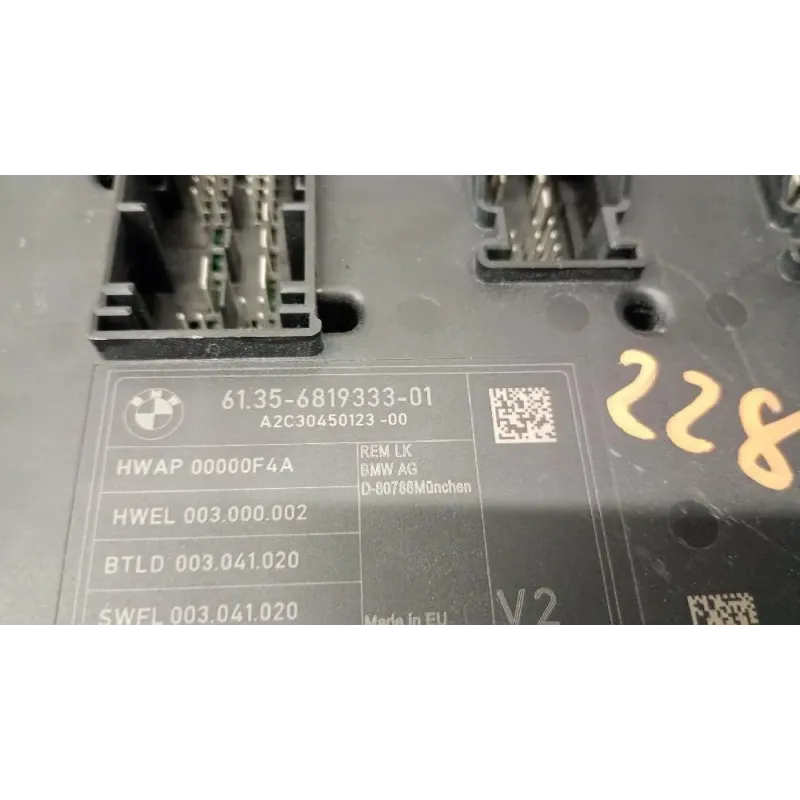 BMW
61.35-6819333-01
A2C30450123-00
HWAP 00000F4A
REM LK
BMW AG
D-80788München
HWEL 003.000.002
BTLD 003.041.020
SWFL 003.041.020
Made in EU
V2
228